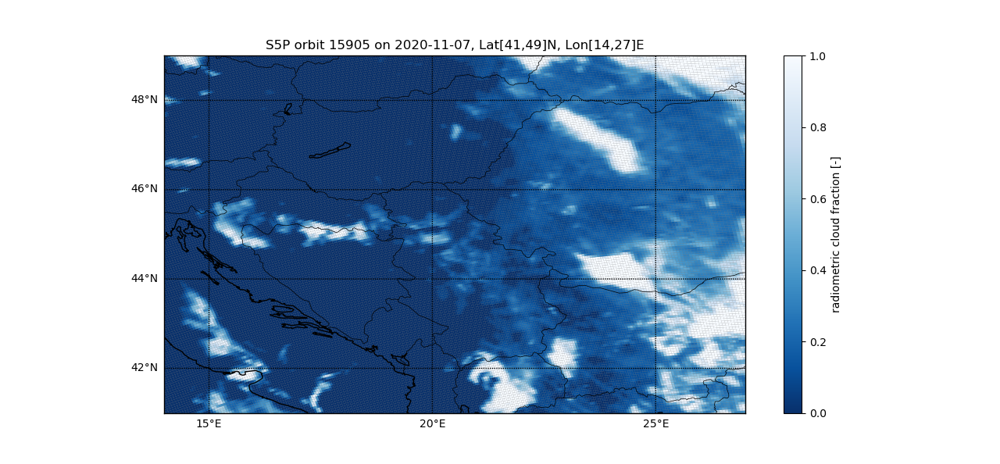 S5P orbit 15905 on 2020-11-07, Lat[41,49]N, Lon[14,27]E
48°N
46°N
44°N
42°N
15°E
20°E
25°E
1.0
0.8
0.6
0.4
0.2
0.0
radiometric cloud fraction [-]